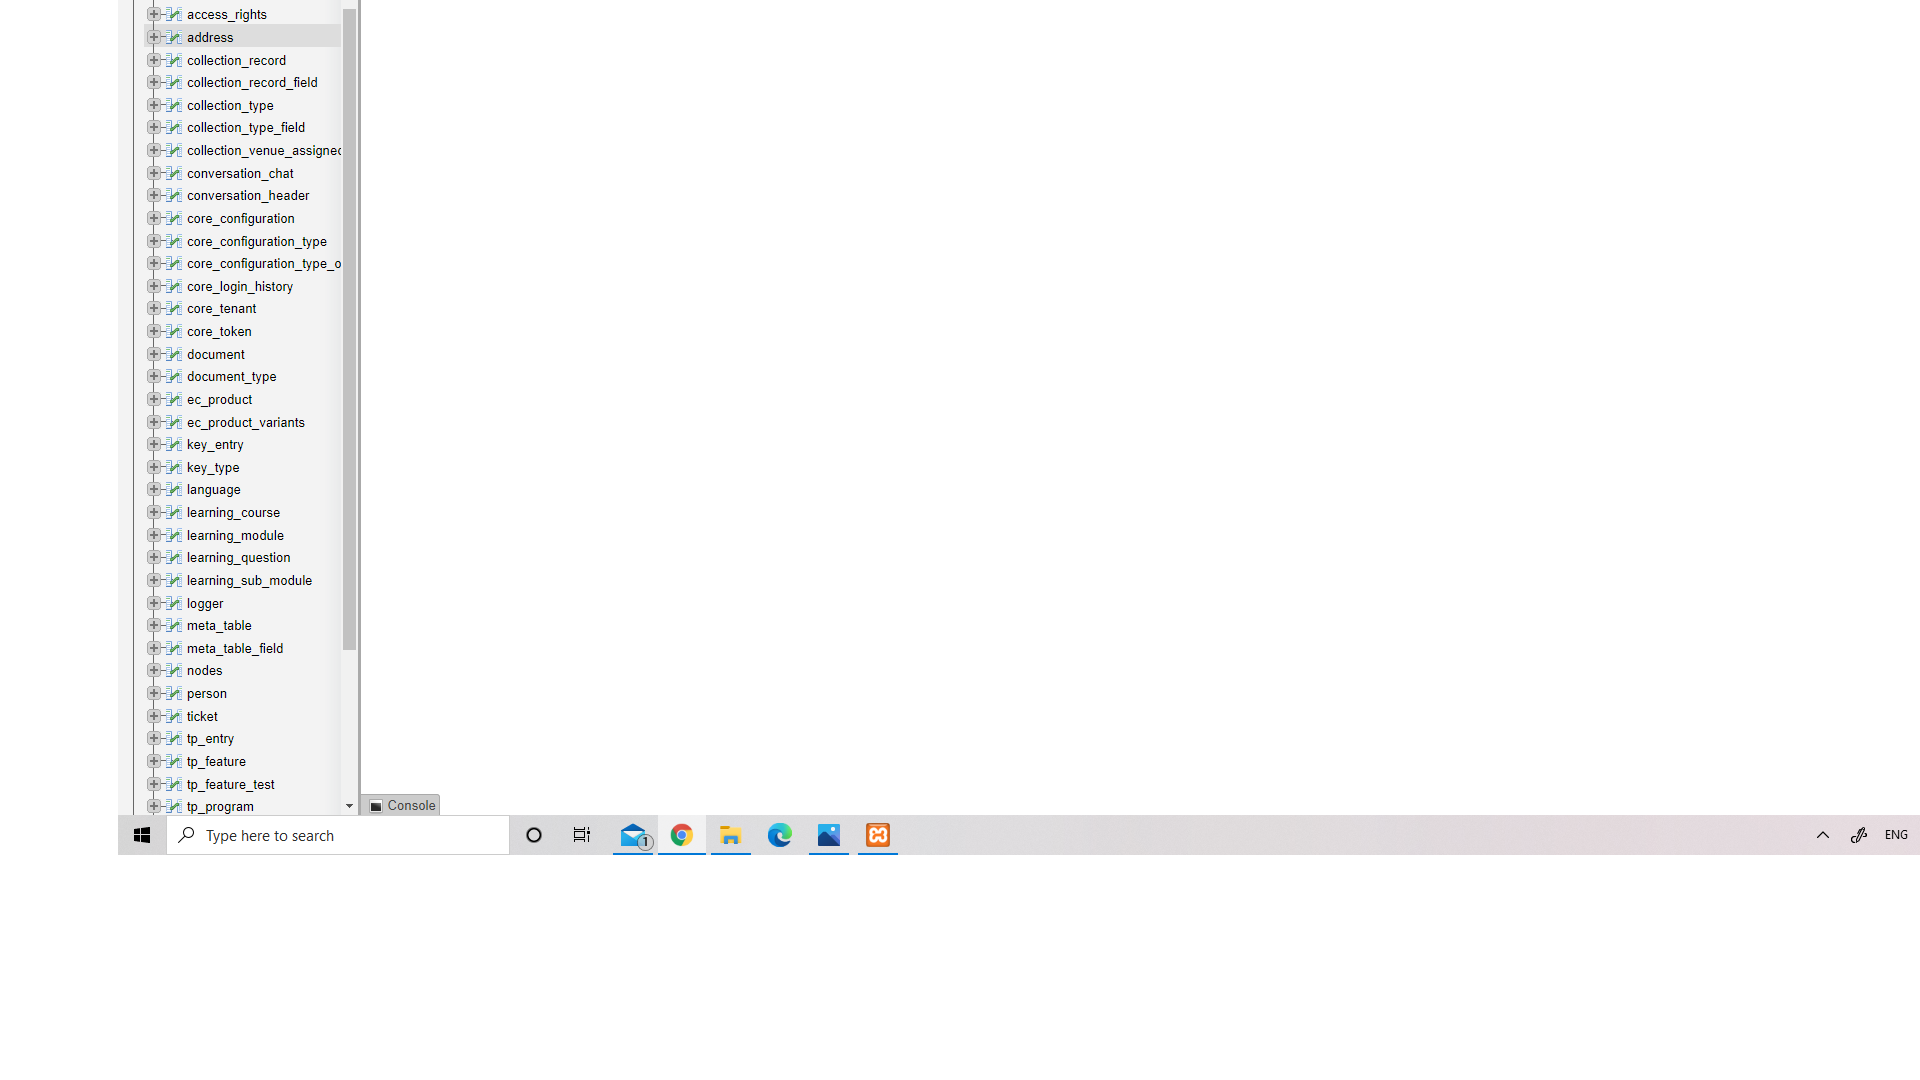 access_rights
address
collection_record
collection_record_field
collection_type
collection_type_field
collection_venue_assigned
conversation_chat
conversation_header
core_configuration
core_configuration_type
core_configuration_type_o
core_login_history
core_tenant
core_token
document
document_type
ec_product
ec_product_variants
key_entry
key_type
language
learning_course
learning_module
learning_question
learning_sub_module
logger
meta_table
meta_table_field
nodes
person
ticket
tp_entry
tp_feature
tp_feature_test
tp_program
Console
Type here to search
1
ENG